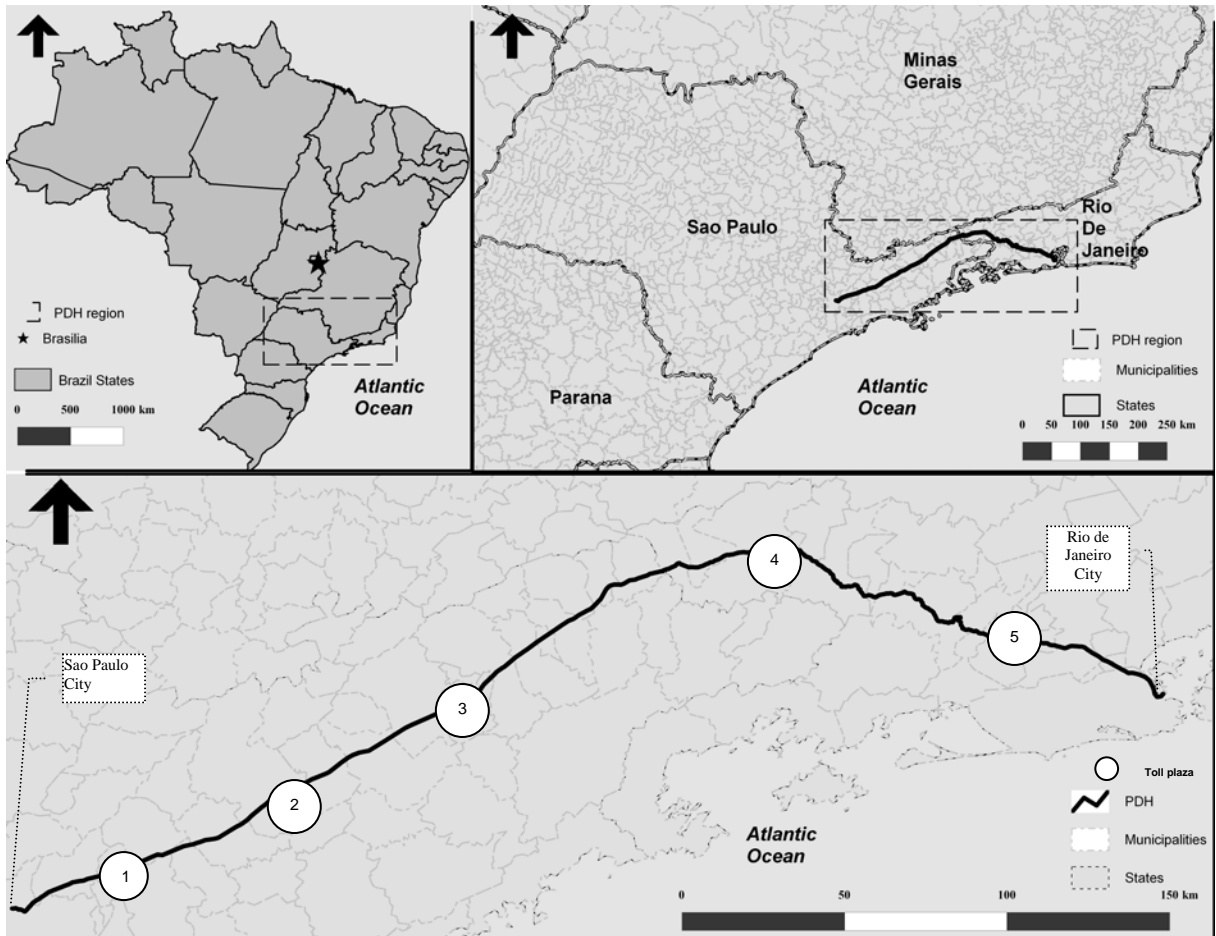 PDH region
Brasilia
Brazil States
0 500 1000 km
Atlantic
Ocean
Minas
Gerais
Sao Paulo
Rio
De
Janeiro
Parana
Atlantic
Ocean
PDH region
Municipalities
States
0 50 100 150 200 250 km
Rio de
Janeiro
City
4
5
Sao Paulo
City
3
2
1
Atlantic
Ocean
Toll plaza
PDH
Municipalities
States
0 50 100 150 km